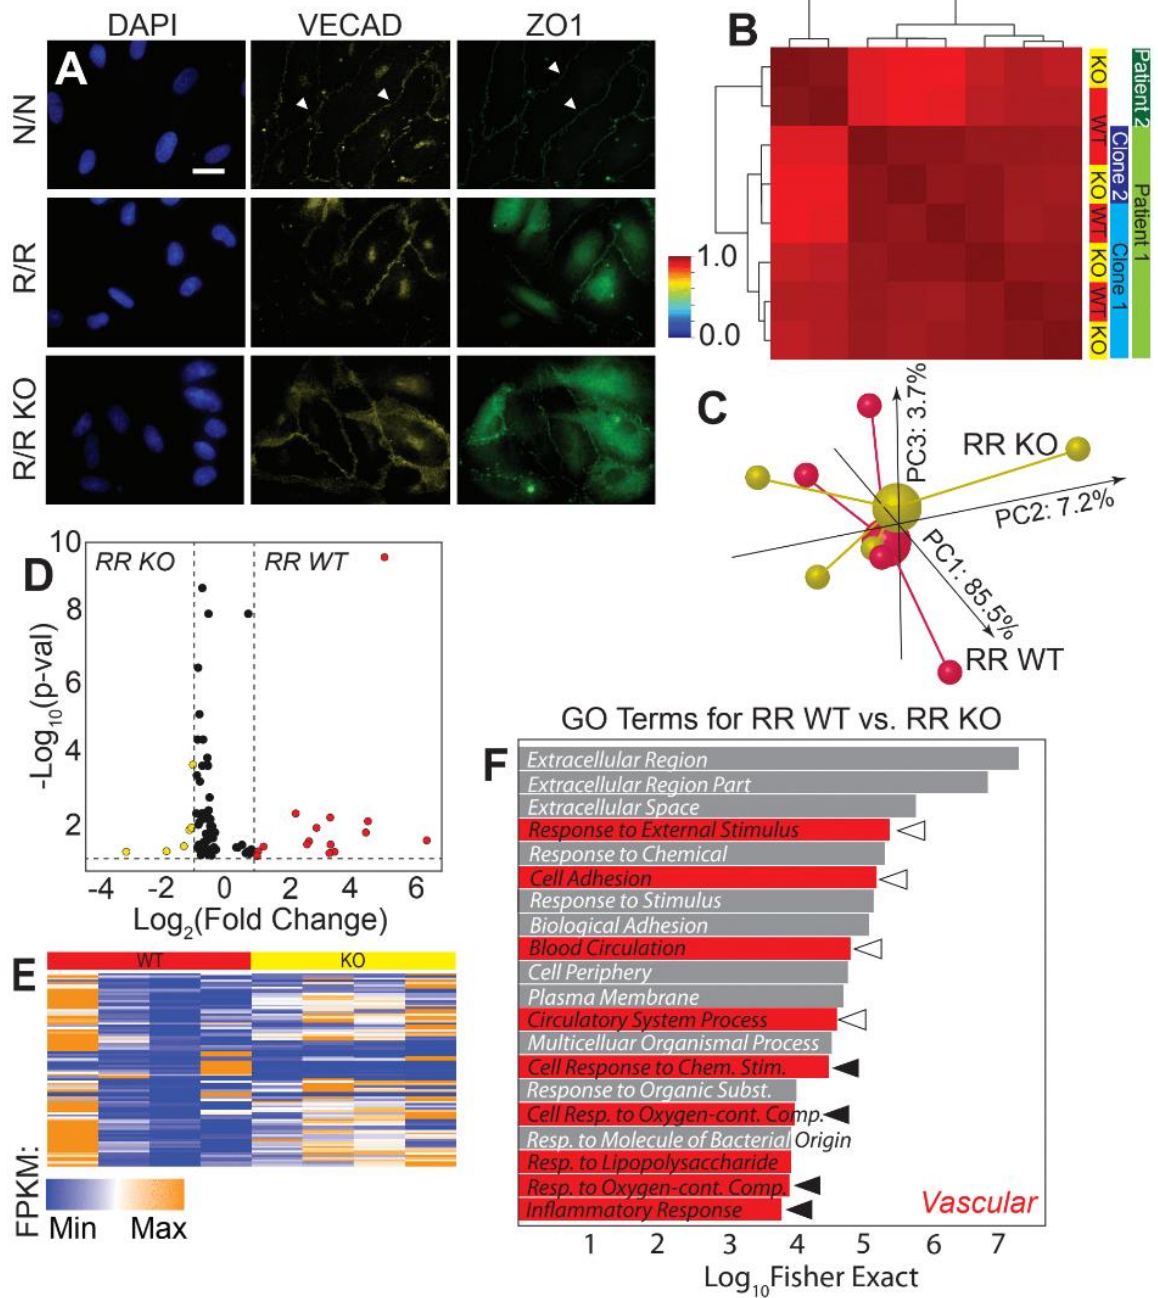 DAPI VECAD ZO1
A
N/N
R/R
R/R KO
B
KO
WT
KO
WT
KO
WT
KO
Clone 2
Clone 1
Patient 2
Patient 1
1.0
0.0
C
PC3: 3.7%
RR KO
PC2: 7.2%
PC1: 85.5%
RR WT
D
RR KO RR WT
10
8
6
4
2
-Log10(p-val)
-4 -2 0 2 4 6
Log2(Fold Change)
E
WT KO
FPKM:
Min Max
GO Terms for RR WT vs. RR KO
F
Extracellular Region
Extracellular Region Part
Extracellular Space
Response to External Stimulus
Response to Chemical
Cell Adhesion
Response to Stimulus
Biological Adhesion
Blood Circulation
Cell Periphery
Plasma Membrane
Circulatory System Process
Multicelluar Organismal Process
Cell Response to Chem. Stim.
Response to Organic Subst.
Cell Resp. to Oxygen-cont. Comp.
Resp. to Molecule of Bacterial Origin
Resp. to Lipopolysaccharide
Resp. to Oxygen-cont. Comp.
Inflammatory Response
Vascular
1 2 3 4 5 6 7
Log10Fisher Exact